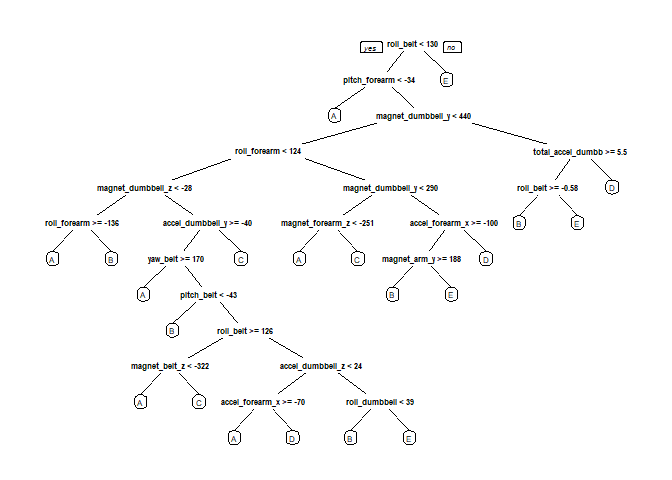 yes roll_belt < 130 no
pitch_forearm < -34 E
A magnet_dumbbell_y < 440
roll_forearm < 124 total_accel_dumbb >= 5.5
magnet_dumbbell_z < -28 magnet_dumbbell_y < 290 roll_belt >= -0.58 D
roll_forearm >= -136 accel_dumbbell_y >= -40 magnet_forearm_z < -251 accel_forearm_x >= -100 B E
A B yaw_belt >= 170 C A C magnet_arm_y >= 188 D
A pitch_belt < -43 B E
B roll_belt >= 126
magnet_belt_z < -322 accel_dumbbell_z < 24
A C accel_forearm_x >= -70 roll_dumbbell < 39
A D B E